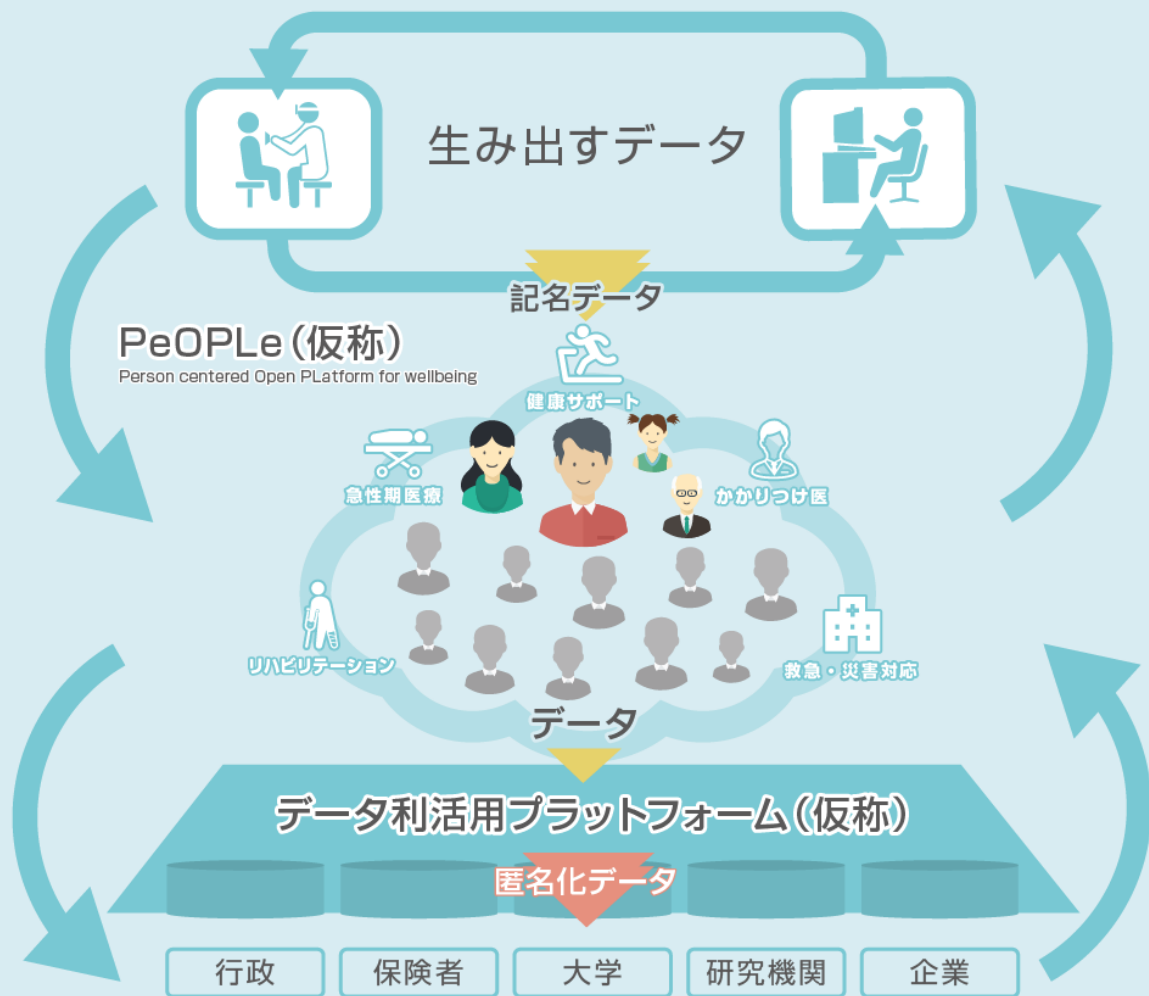 生み出すデータ
記名データ
PeOPLe（仮称）
Person centered Open PLatform for wellbeing
健康サポート
急性期医療
かかりつけ医
リハビリテーション
救急・災害対応
データ
データ利活用プラットフォーム（仮称）
匿名化データ
行政
保険者
大学
研究機関
企業